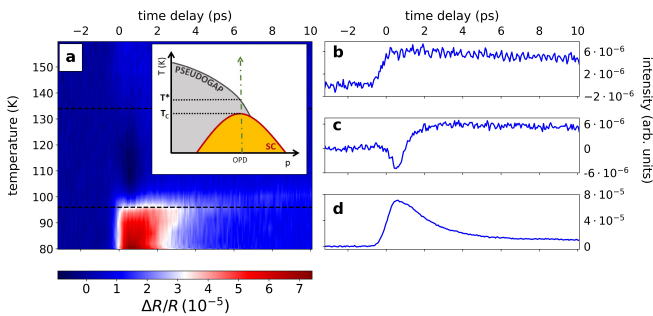 time delay (ps)
time delay (ps)
−2 0 2 4 6 8 10
−2 0 2 4 6 8 10
a
T (K)
PSEUDOGAP
T*
Tc
SC
OPD
p
150
140
130
120
110
100
90
80
temperature (K)
b
6·10⁻⁶
2·10⁻⁶
−2·10⁻⁶
c
6·10⁻⁶
0
-6·10⁻⁶
d
8·10⁻⁵
4·10⁻⁵
0
intensity (arb. units)
0 1 2 3 4 5 6 7
ΔR/R (10⁻⁵)